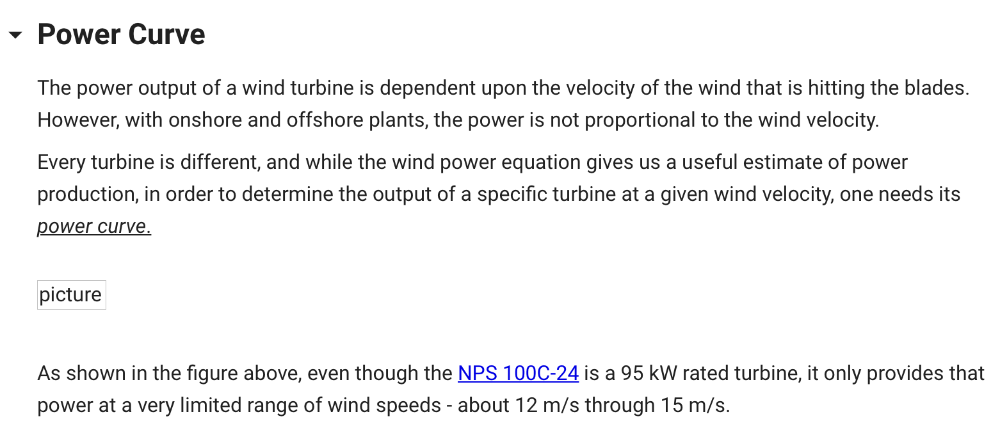 Power Curve
The power output of a wind turbine is dependent upon the velocity of the wind that is hitting the blades.
However, with onshore and offshore plants, the power is not proportional to the wind velocity.
Every turbine is different, and while the wind power equation gives us a useful estimate of power
production, in order to determine the output of a specific turbine at a given wind velocity, one needs its
power curve.
picture
As shown in the figure above, even though the NPS 100C-24 is a 95 kW rated turbine, it only provides that
power at a very limited range of wind speeds - about 12 m/s through 15 m/s.